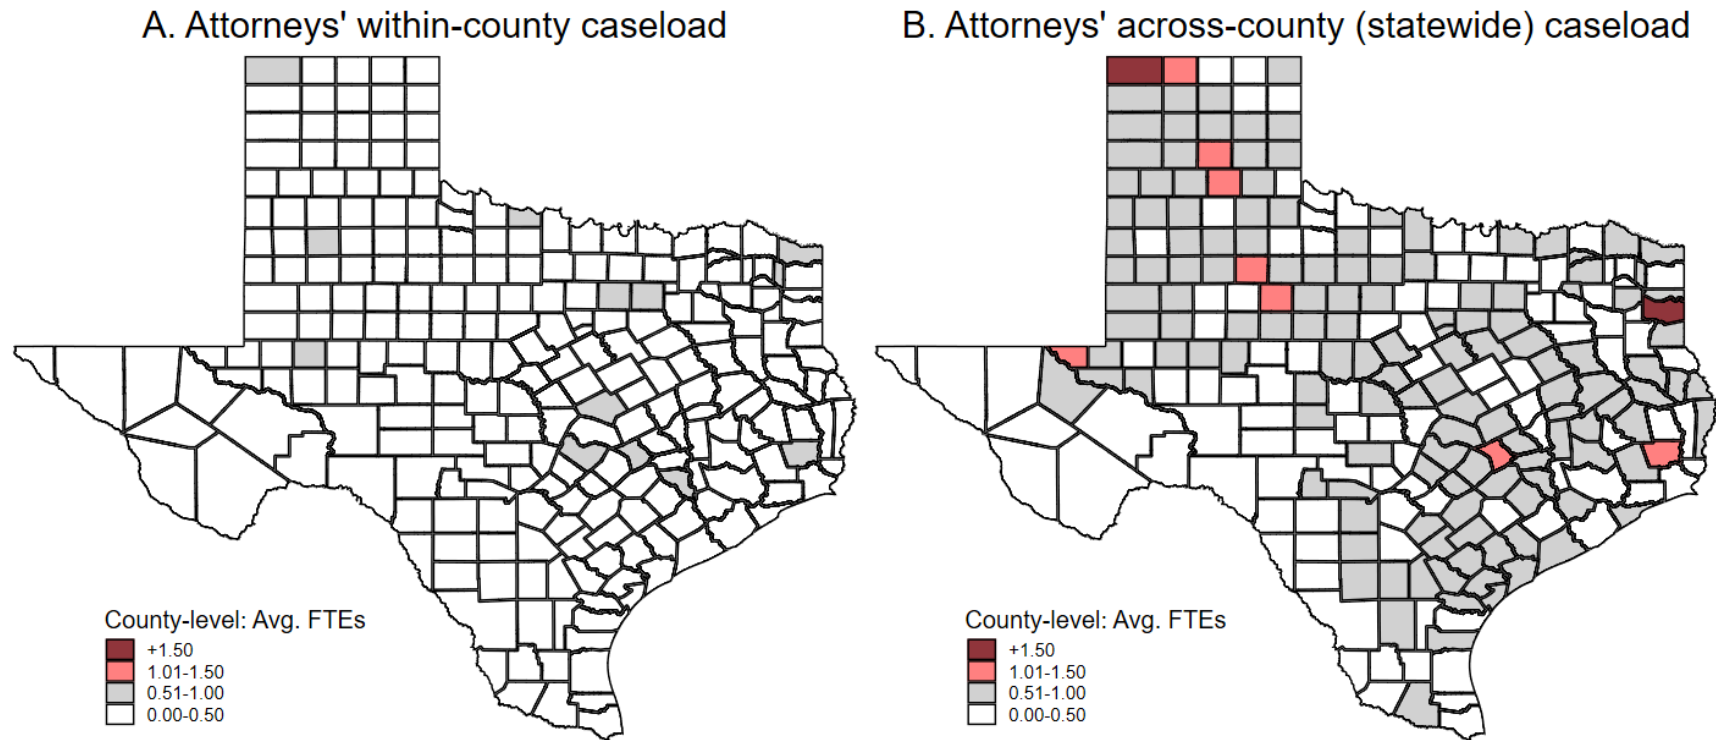 A. Attorneys' within-county caseload
B. Attorneys' across-county (statewide) caseload
County-level: Avg. FTEs
+1.50
1.01-1.50
0.51-1.00
0.00-0.50
County-level: Avg. FTEs
+1.50
1.01-1.50
0.51-1.00
0.00-0.50